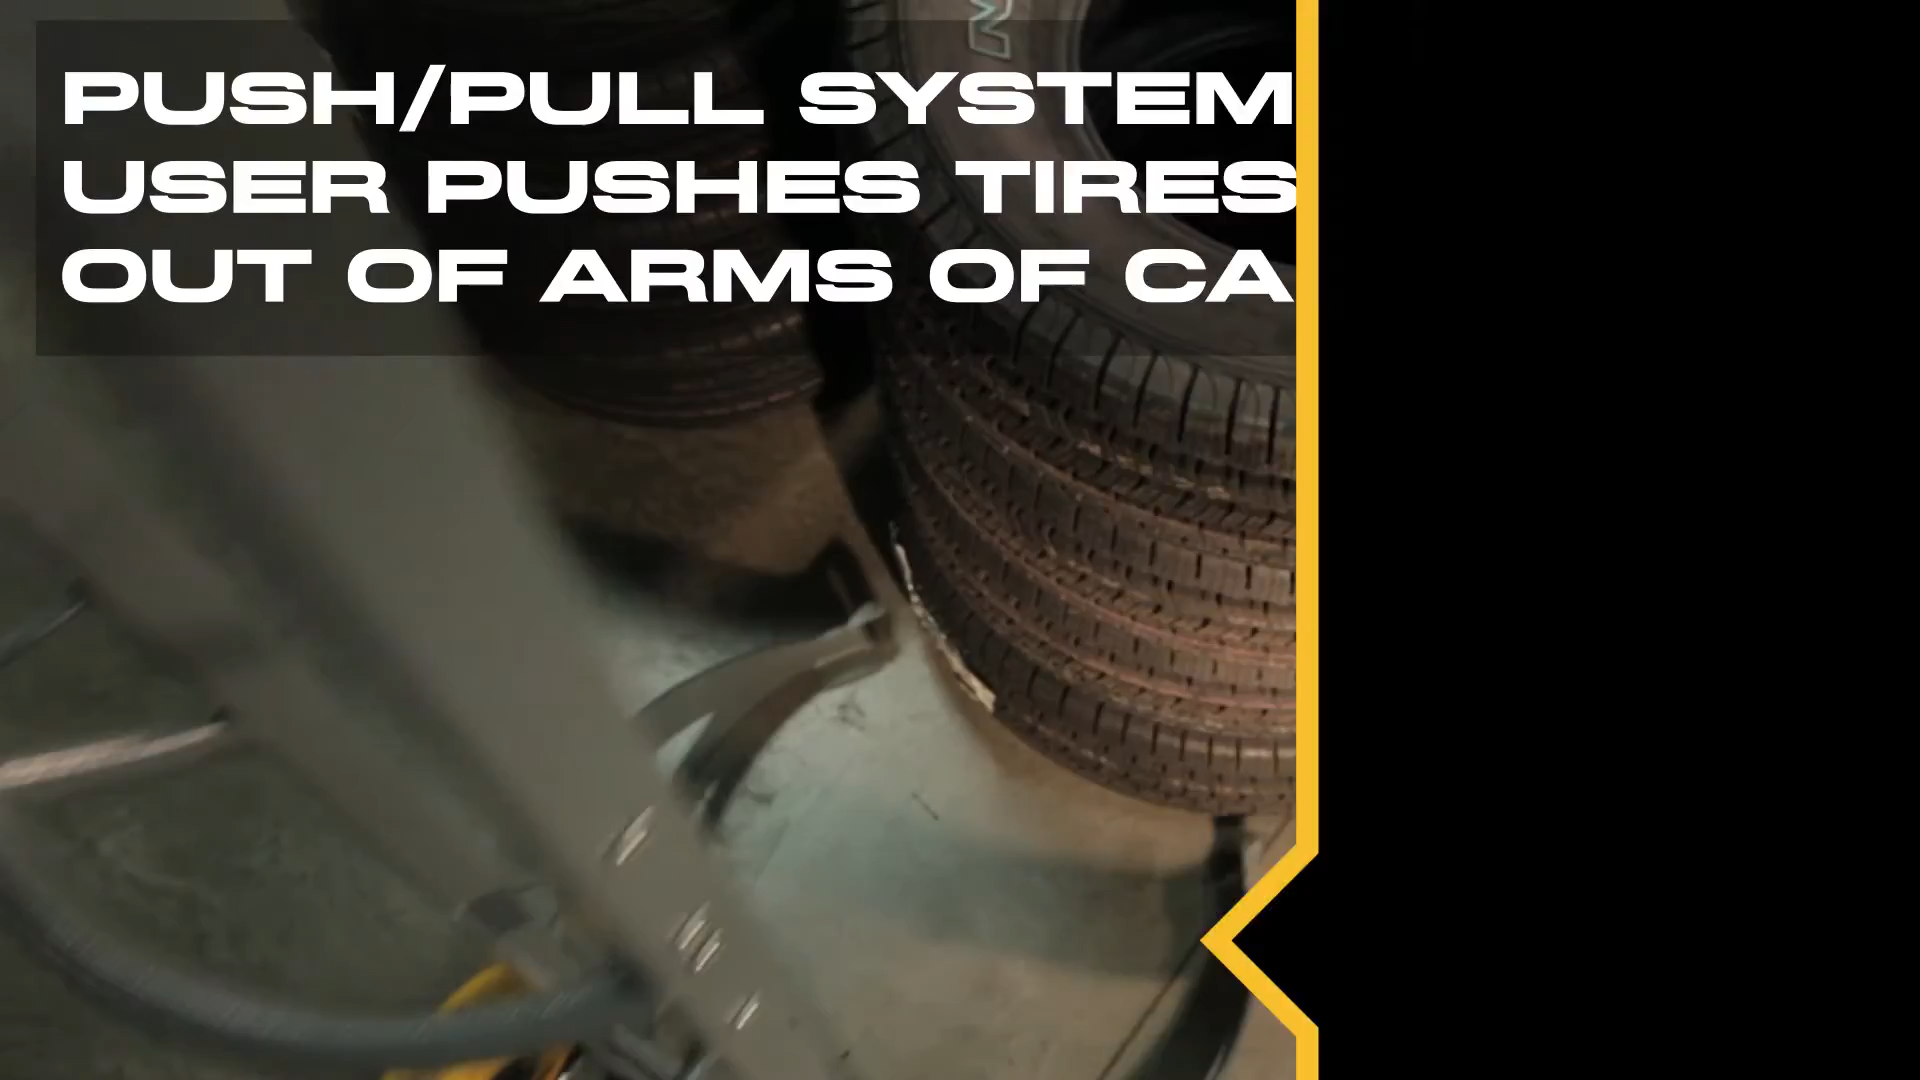 PUSH/PULL SYSTEM
USER PUSHES TIRES
OUT OF ARMS OF CA